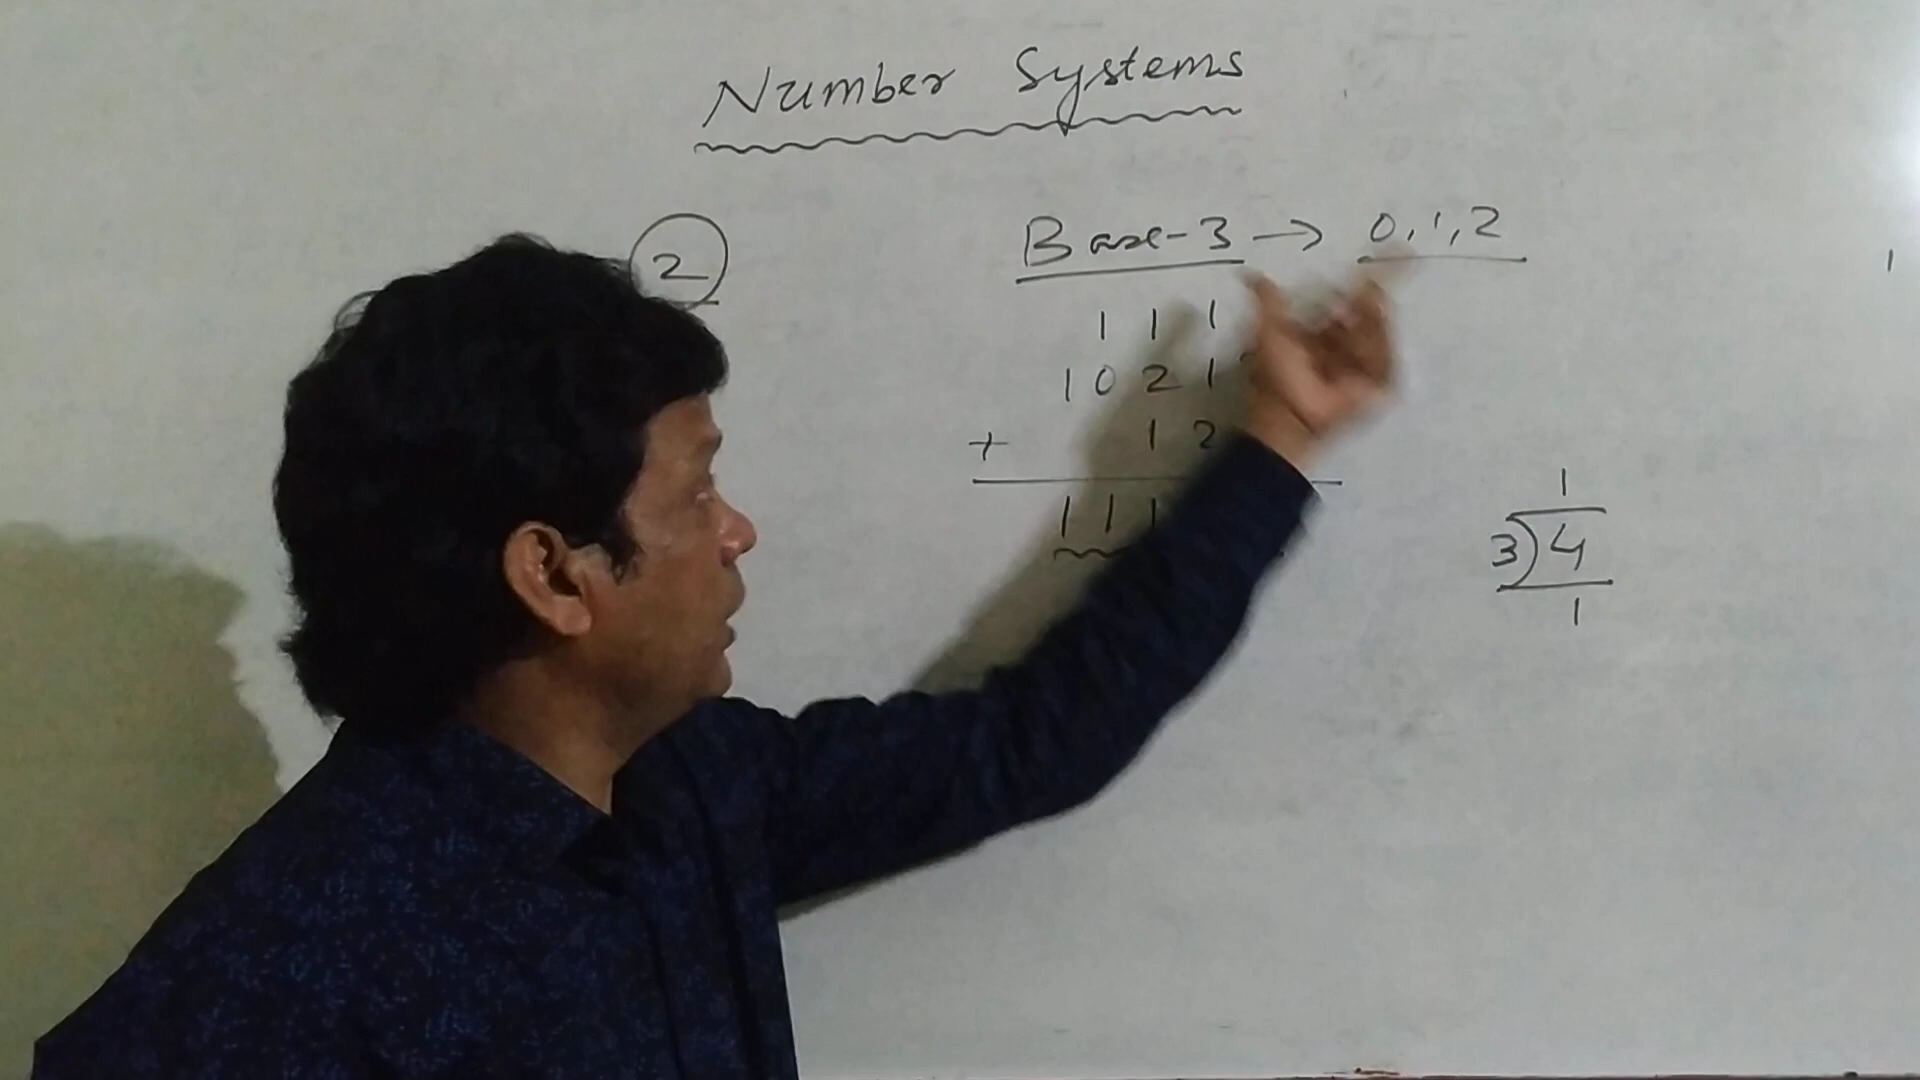 Number Systems
2
Base-3 → 0,1,2
1 1 1
1 0 2 1
+ 1 2
1 1 1
1
3)4
1